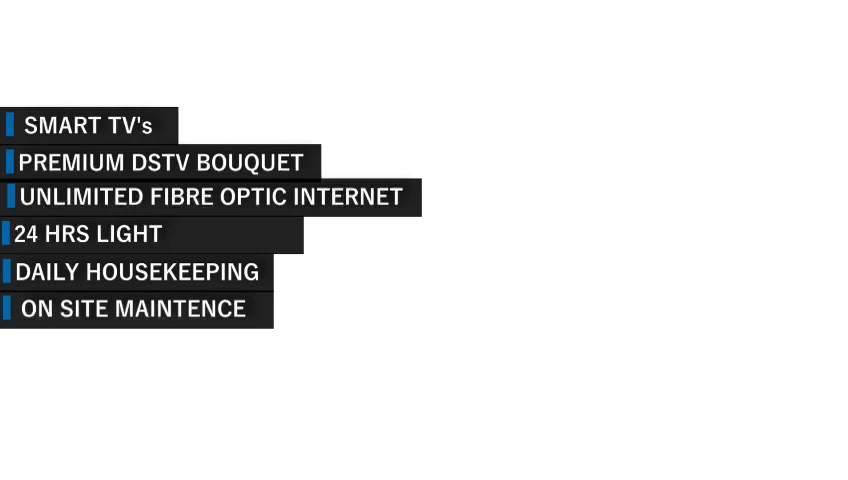 SMART TV's
PREMIUM DSTV BOUQUET
UNLIMITED FIBRE OPTIC INTERNET
24 HRS LIGHT
DAILY HOUSEKEEPING
ON SITE MAINTENCE